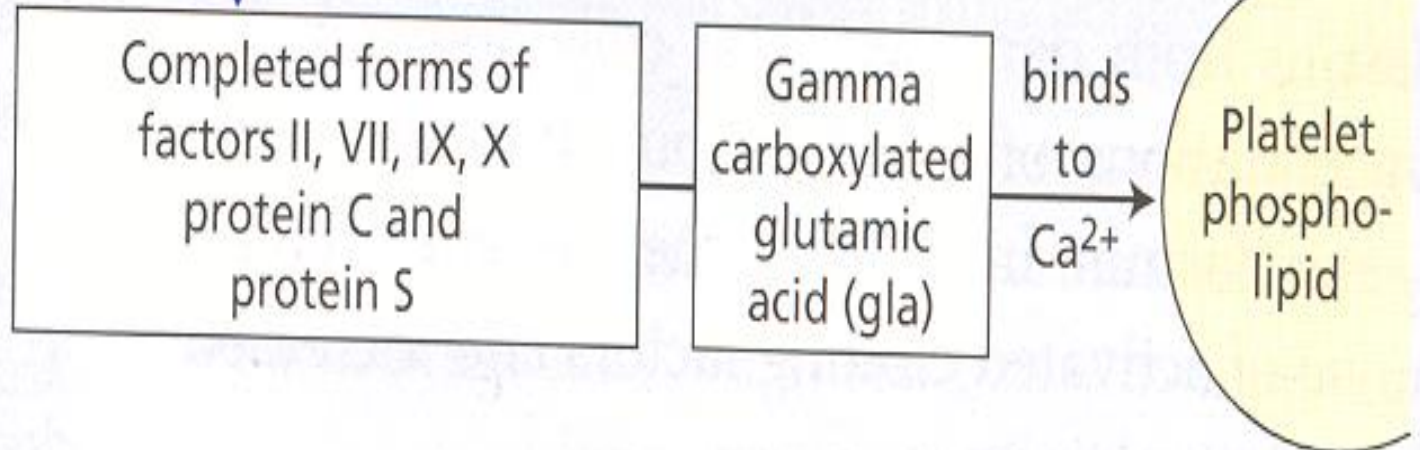 Completed forms of
factors II, VII, IX, X
protein C and
protein S
Gamma
carboxylated
glutamic
acid (gla)
binds
to
Ca²⁺
Platelet
phospho-
lipid